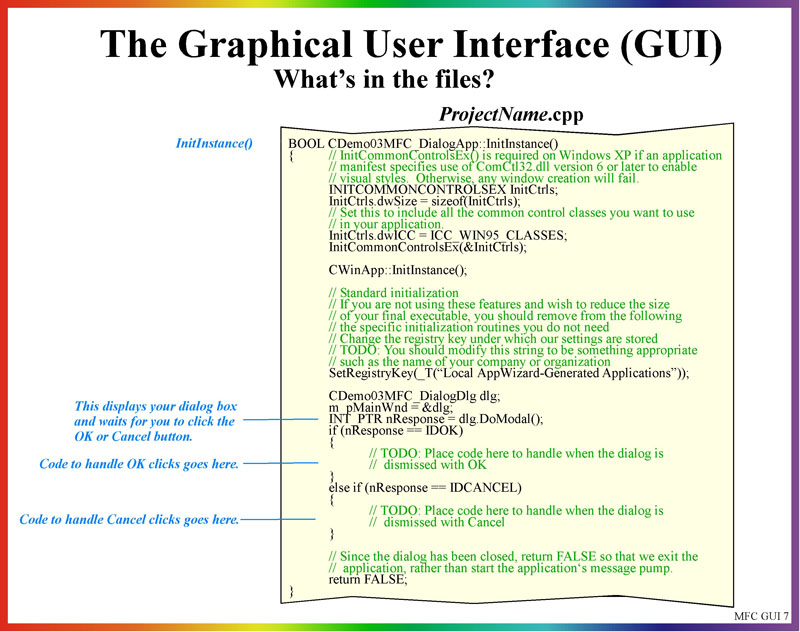 The Graphical User Interface (GUI)
What’s in the files?
ProjectName.cpp
InitInstance()
BOOL CDemo03MFC_DialogApp::InitInstance()
{
// InitCommonControlsEx() is required on Windows XP if an application
// manifest specifies use of ComCtl32.dll version 6 or later to enable
// visual styles.  Otherwise, any window creation will fail.
INITCOMMONCONTROLSEX InitCtrls;
InitCtrls.dwSize = sizeof(InitCtrls);
// Set this to include all the common control classes you want to use
// in your application.
InitCtrls.dwICC = ICC_WIN95_CLASSES;
InitCommonControlsEx(&InitCtrls);
CWinApp::InitInstance();
// Standard initialization
// If you are not using these features and wish to reduce the size
// of your final executable, you should remove from the following
// the specific initialization routines you do not need
// Change the registry key under which our settings are stored
// TODO: You should modify this string to be something appropriate
// such as the name of your company or organization
SetRegistryKey(_T(“Local AppWizard-Generated Applications”));
CDemo03MFC_DialogDlg dlg;
m_pMainWnd = &dlg;
INT_PTR nResponse = dlg.DoModal();
if (nResponse == IDOK)
{
// TODO: Place code here to handle when the dialog is
//  dismissed with OK
}
else if (nResponse == IDCANCEL)
{
// TODO: Place code here to handle when the dialog is
//  dismissed with Cancel
}
// Since the dialog has been closed, return FALSE so that we exit the
//  application, rather than start the application‘s message pump.
return FALSE;
}
This displays your dialog box
and waits for you to click the
OK or Cancel button.
Code to handle OK clicks goes here.
Code to handle Cancel clicks goes here.
MFC GUI 7